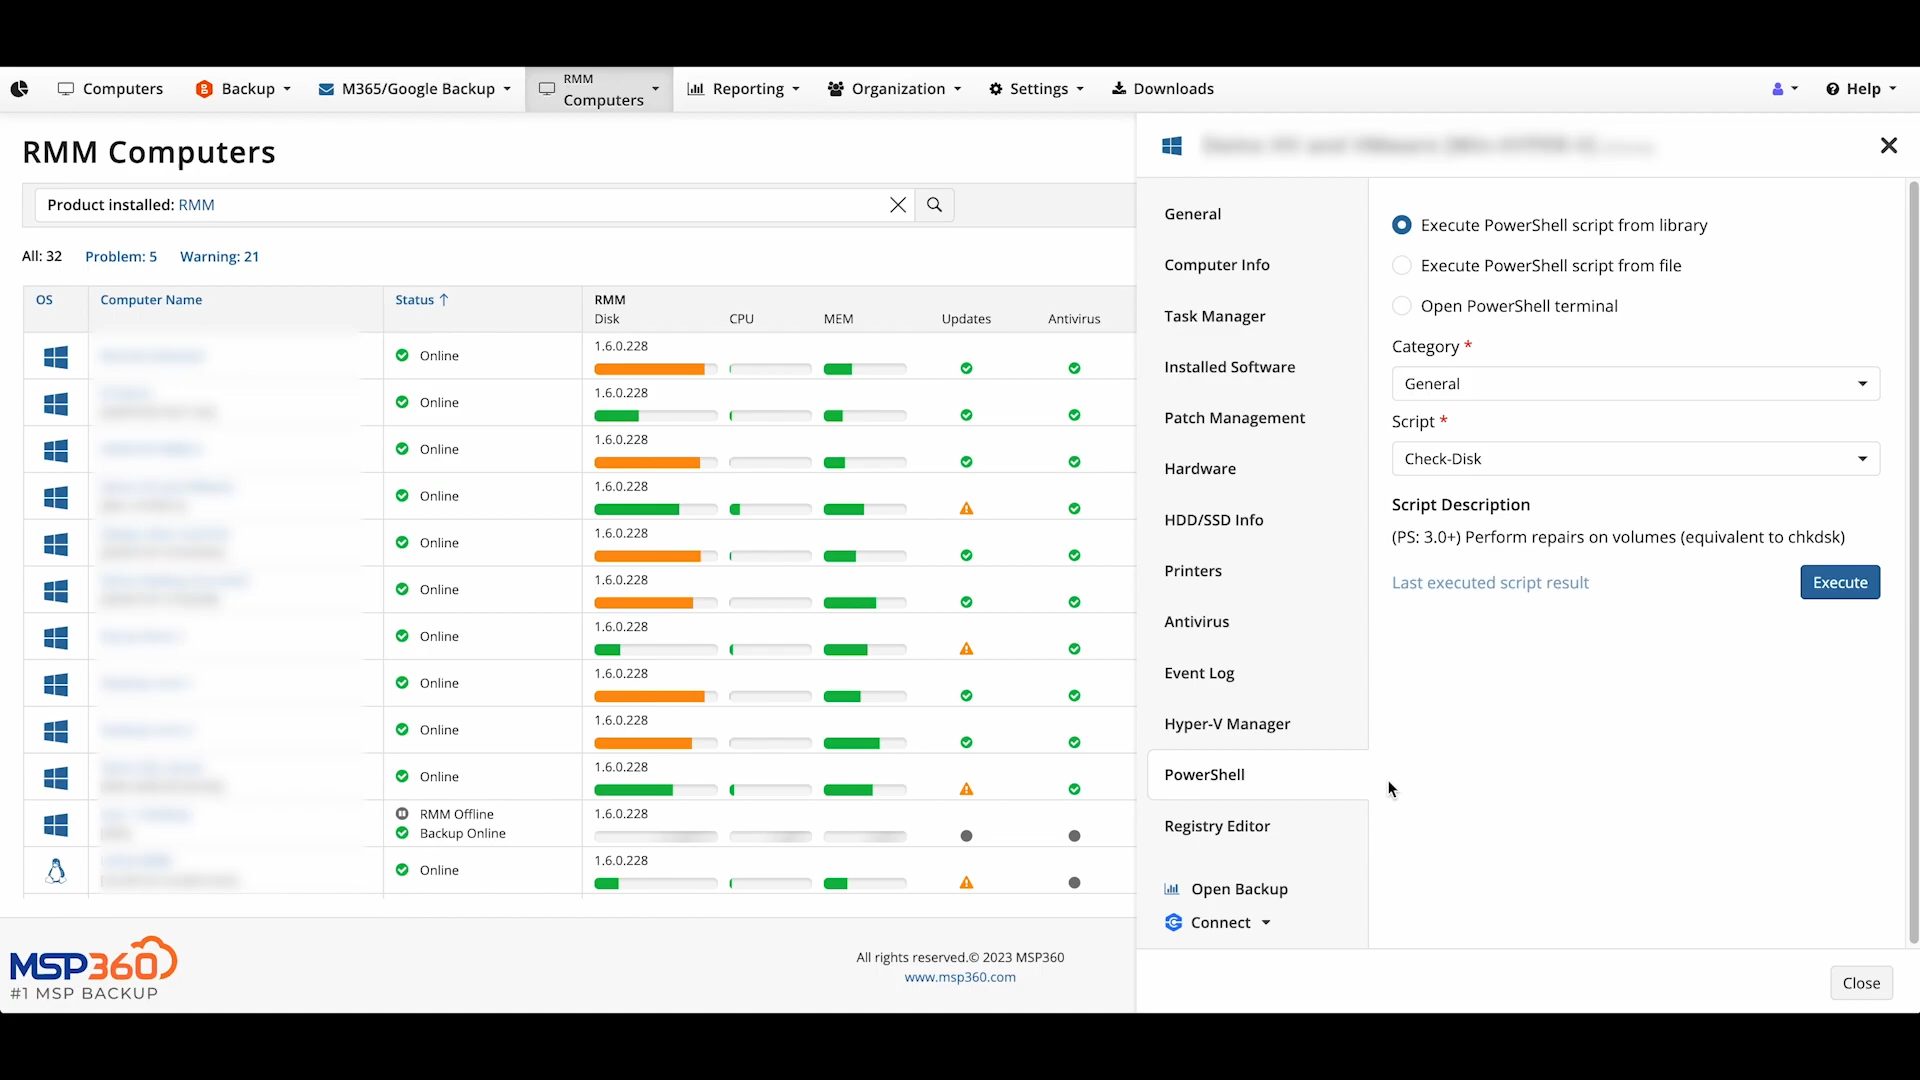 Computers
Backup
M365/Google Backup
RMM
Computers
Reporting
Organization
Settings
Downloads
Help
RMM Computers
Product installed: RMM
All: 32 Problem: 5 Warning: 21
OS Computer Name Status ↑ RMM
Disk CPU MEM Updates Antivirus
Online 1.6.0.228
Online 1.6.0.228
Online 1.6.0.228
Online 1.6.0.228
Online 1.6.0.228
Online 1.6.0.228
Online 1.6.0.228
Online 1.6.0.228
Online 1.6.0.228
Online 1.6.0.228
RMM Offline 1.6.0.228
Backup Online
Online 1.6.0.228
MSP360
#1 MSP BACKUP
All rights reserved.© 2023 MSP360
www.msp360.com
General
Computer Info
Task Manager
Installed Software
Patch Management
Hardware
HDD/SSD Info
Printers
Antivirus
Event Log
Hyper-V Manager
PowerShell
Registry Editor
Open Backup
Connect
Execute PowerShell script from library
Execute PowerShell script from file
Open PowerShell terminal
Category *
General
Script *
Check-Disk
Script Description
(PS: 3.0+) Perform repairs on volumes (equivalent to chkdsk)
Last executed script result
Execute
Close